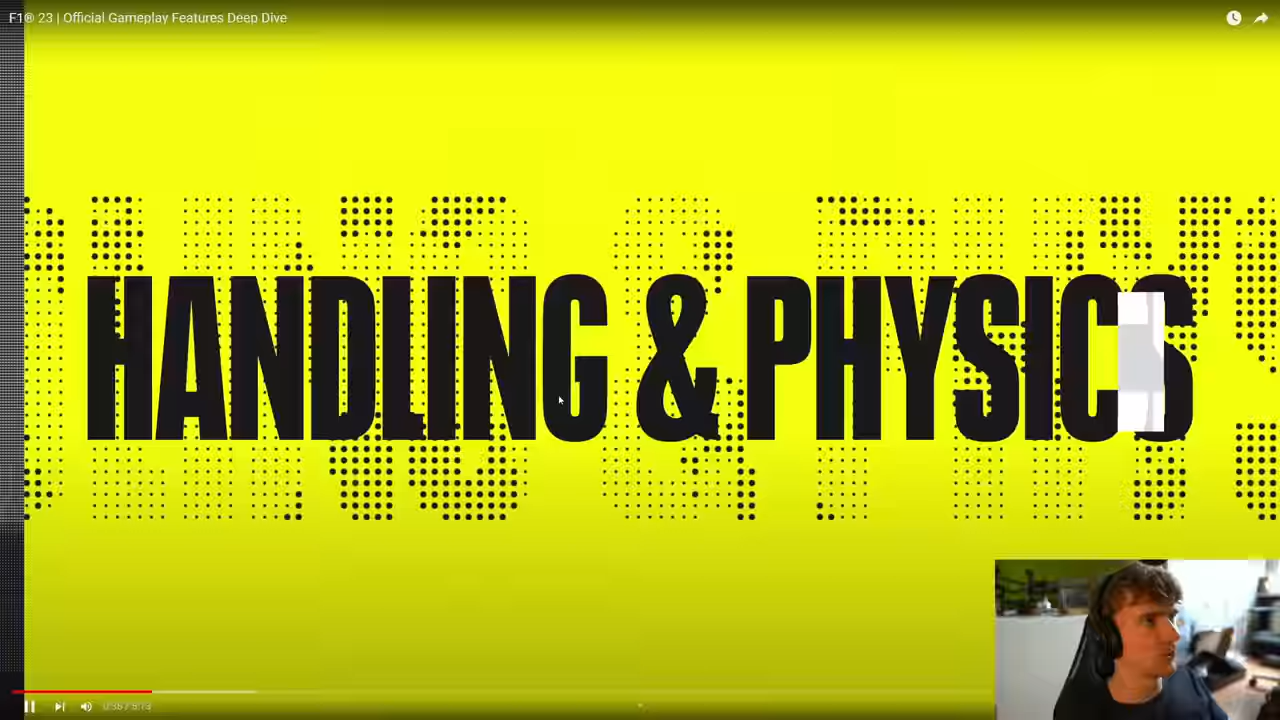 F1® 23 | Official Gameplay Features Deep Dive
HANDLING & PHYSICS